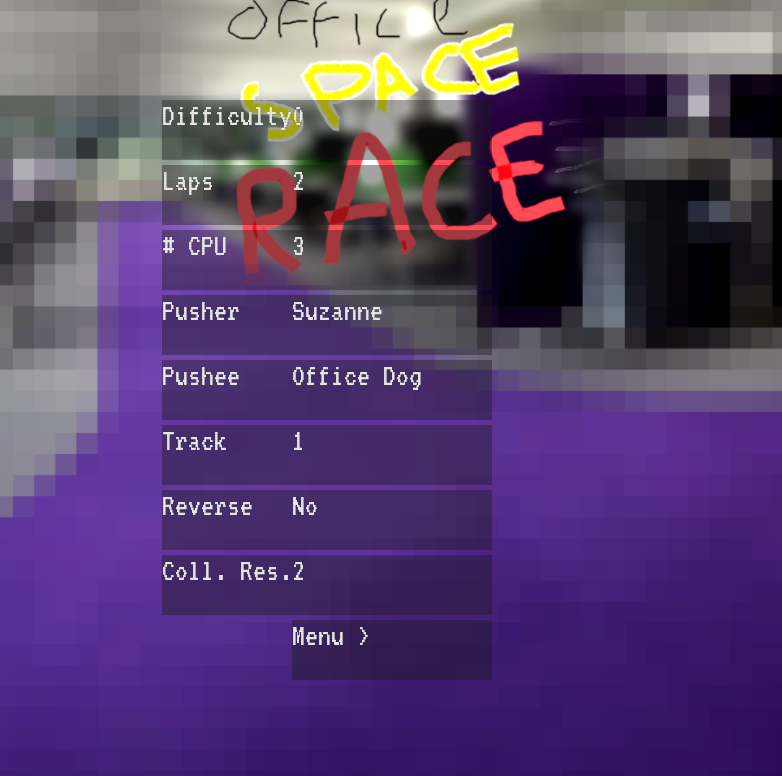 OFFICE
SPACE
RACE
Difficulty0
Laps 2
# CPU 3
Pusher Suzanne
Pushee Office Dog
Track 1
Reverse No
Coll. Res.2
Menu >